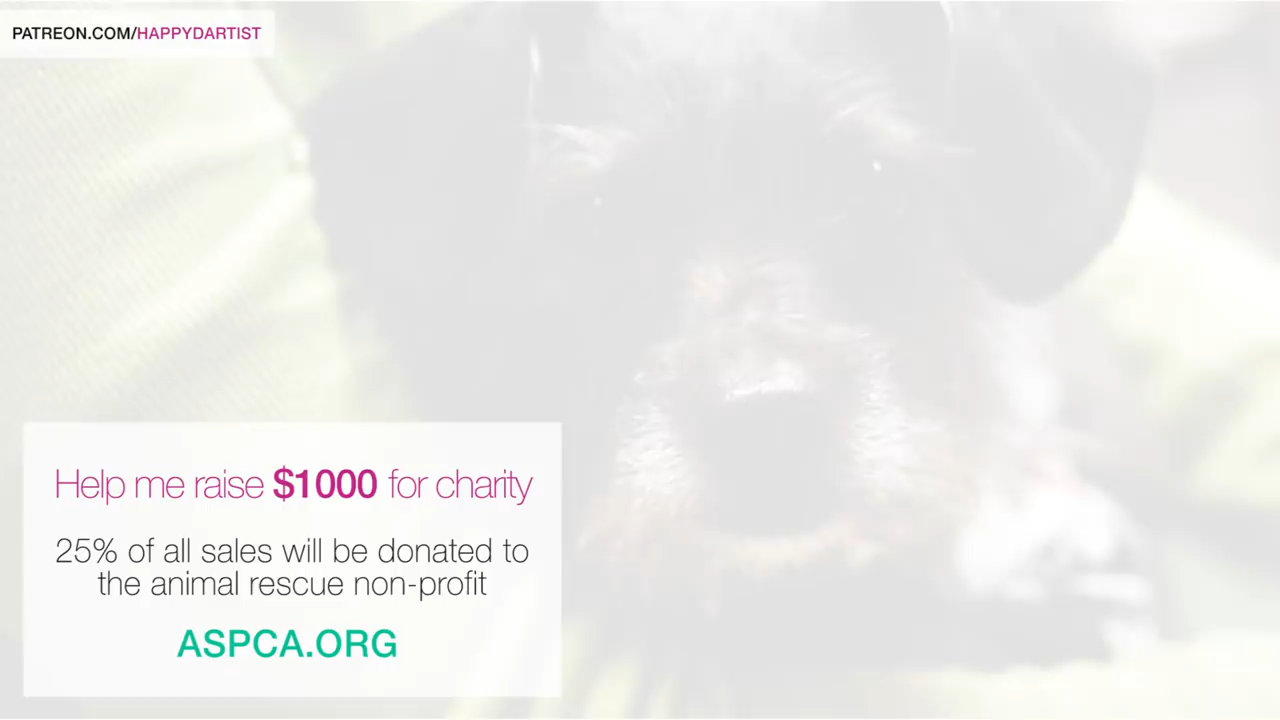 PATREON.COM/HAPPYDARTIST
Help me raise $1000 for charity
25% of all sales will be donated to
the animal rescue non-profit
ASPCA.ORG